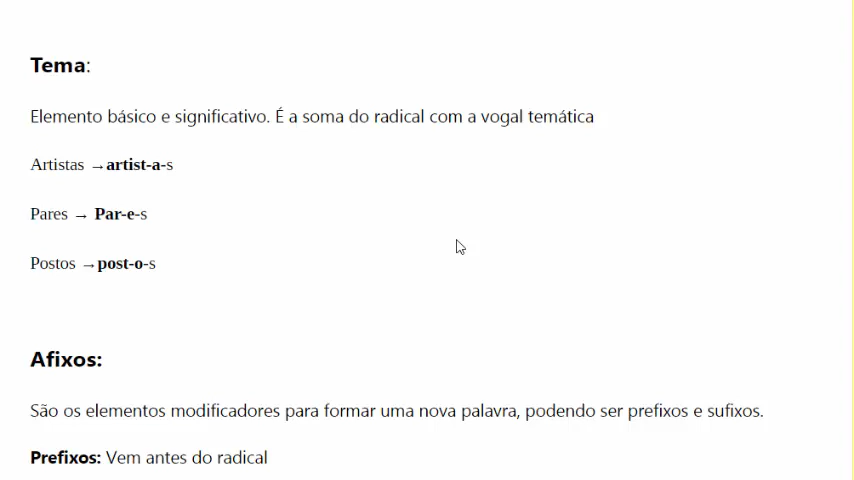 Tema:
Elemento básico e significativo. É a soma do radical com a vogal temática
Artistas →artist-a-s
Pares → Par-e-s
Postos →post-o-s
Afixos:
São os elementos modificadores para formar uma nova palavra, podendo ser prefixos e sufixos.
Prefixos: Vem antes do radical